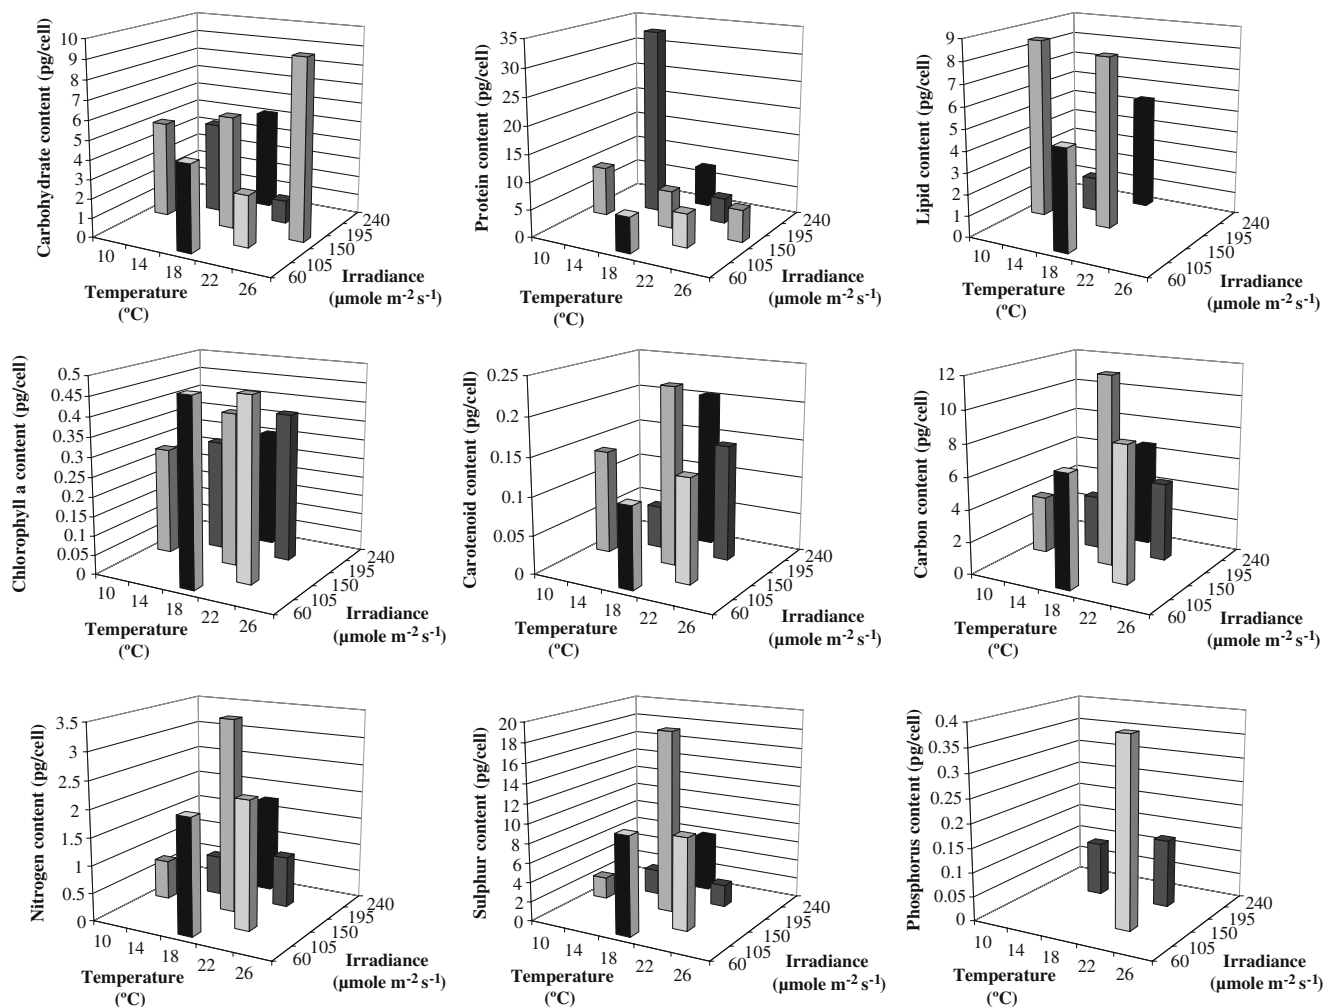 Carbohydrate content (pg/cell)
10
9
8
7
6
5
4
3
2
1
0
10 14 18 22 26
60 105 150 195 240
Temperature
(ºC)
Irradiance
(µmole m-2 s-1)
Protein content (pg/cell)
35
30
25
20
15
10
5
0
10 14 18 22 26
60 105 150 195 240
Temperature
(ºC)
Irradiance
(µmole m-2 s-1)
Lipid content (pg/cell)
9
8
7
6
5
4
3
2
1
0
10 14 18 22 26
60 105 150 195 240
Temperature
(ºC)
Irradiance
(µmole m-2 s-1)
Chlorophyll a content (pg/cell)
0.5
0.45
0.4
0.35
0.3
0.25
0.2
0.15
0.1
0.05
0
10 14 18 22 26
60 105 150 195 240
Temperature
(ºC)
Irradiance
(µmole m-2 s-1)
Carotenoid content (pg/cell)
0.25
0.2
0.15
0.1
0.05
0
10 14 18 22 26
60 105 150 195 240
Temperature
(ºC)
Irradiance
(µmole m-2 s-1)
Carbon content (pg/cell)
12
10
8
6
4
2
0
10 14 18 22 26
60 105 150 195 240
Temperature
(ºC)
Irradiance
(µmole m-2 s-1)
Nitrogen content (pg/cell)
3.5
3
2.5
2
1.5
1
0.5
0
10 14 18 22 26
60 105 150 195 240
Temperature
(ºC)
Irradiance
(µmole m-2 s-1)
Sulphur content (pg/cell)
20
18
16
14
12
10
8
6
4
2
0
10 14 18 22 26
60 105 150 195 240
Temperature
(ºC)
Irradiance
(µmole m-2 s-1)
Phosphorus content (pg/cell)
0.4
0.35
0.3
0.25
0.2
0.15
0.1
0.05
0
10 14 18 22 26
60 105 150 195 240
Temperature
(ºC)
Irradiance
(µmole m-2 s-1)